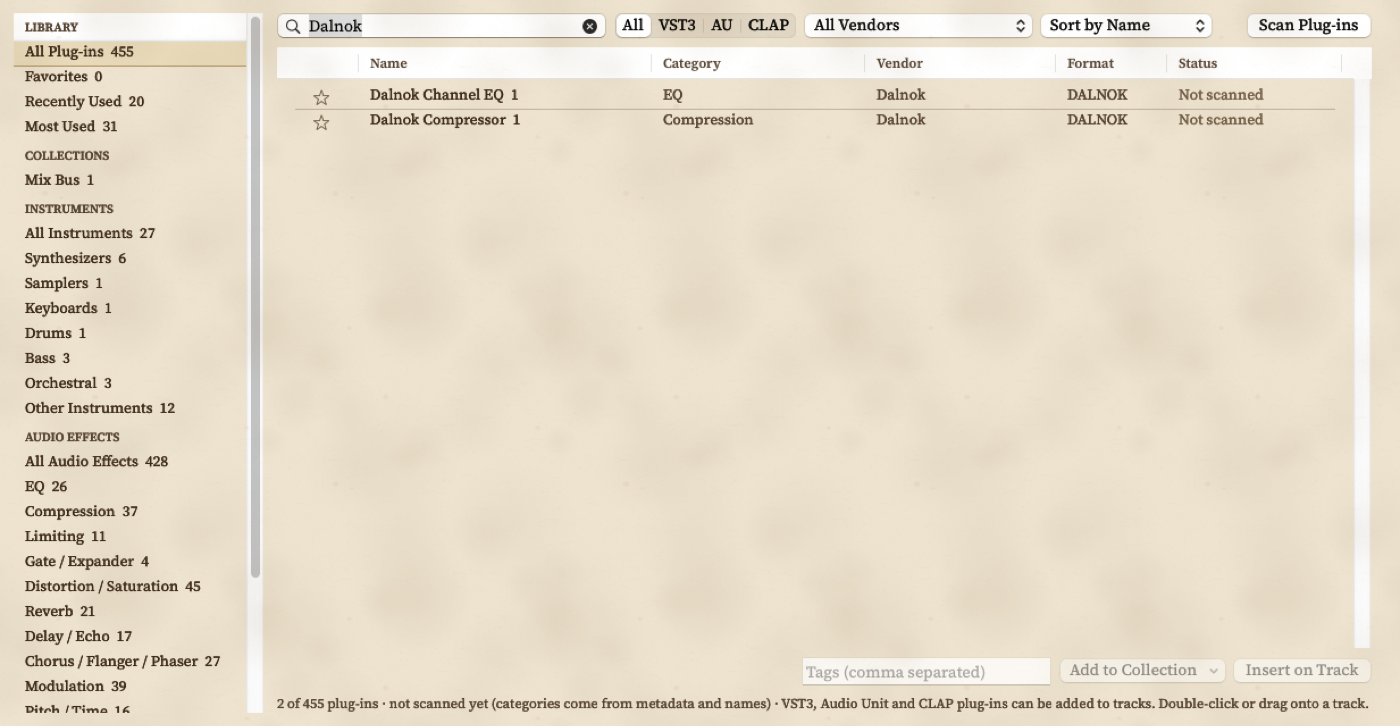 LIBRARY
All Plug-ins 455
Favorites 0
Recently Used 20
Most Used 31
COLLECTIONS
Mix Bus 1
INSTRUMENTS
All Instruments 27
Synthesizers 6
Samplers 1
Keyboards 1
Drums 1
Bass 3
Orchestral 3
Other Instruments 12
AUDIO EFFECTS
All Audio Effects 428
EQ 26
Compression 37
Limiting 11
Gate / Expander 4
Distortion / Saturation 45
Reverb 21
Delay / Echo 17
Chorus / Flanger / Phaser 27
Modulation 39
Pitch / Time 16
Dalnok All VST3 AU CLAP All Vendors Sort by Name Scan Plug-ins
Name Category Vendor Format Status
Dalnok Channel EQ 1 EQ Dalnok DALNOK Not scanned
Dalnok Compressor 1 Compression Dalnok DALNOK Not scanned
Tags (comma separated) Add to Collection Insert on Track
2 of 455 plug-ins · not scanned yet (categories come from metadata and names) · VST3, Audio Unit and CLAP plug-ins can be added to tracks. Double-click or drag onto a track.